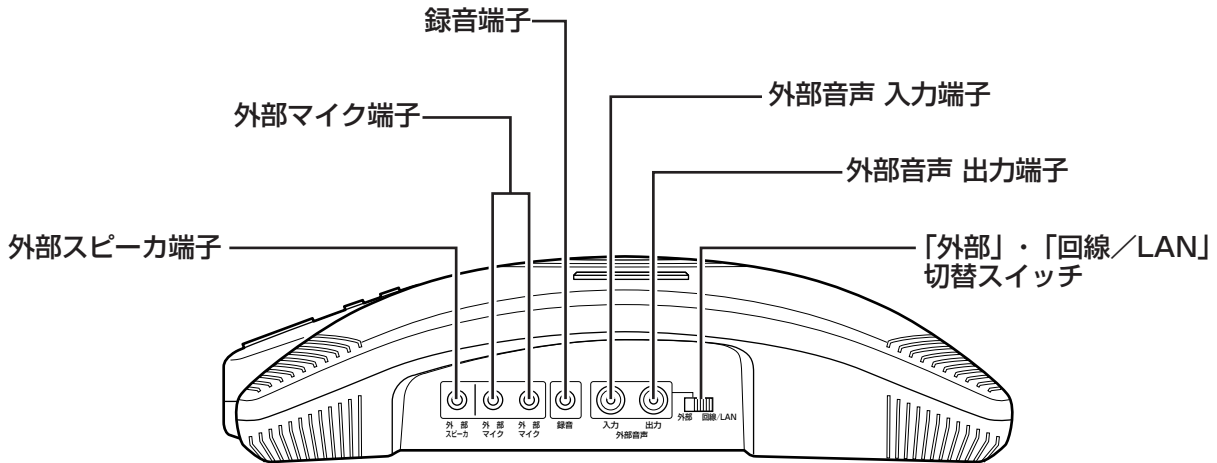 録音端子
外部マイク端子
外部音声 入力端子
外部音声 出力端子
外部スピーカ端子
「外部」・「回線／LAN」
切替スイッチ
外 部
スピーカ
外 部
マイク
外 部
マイク
録音
入力
出力
外部音声
外部 回線/LAN